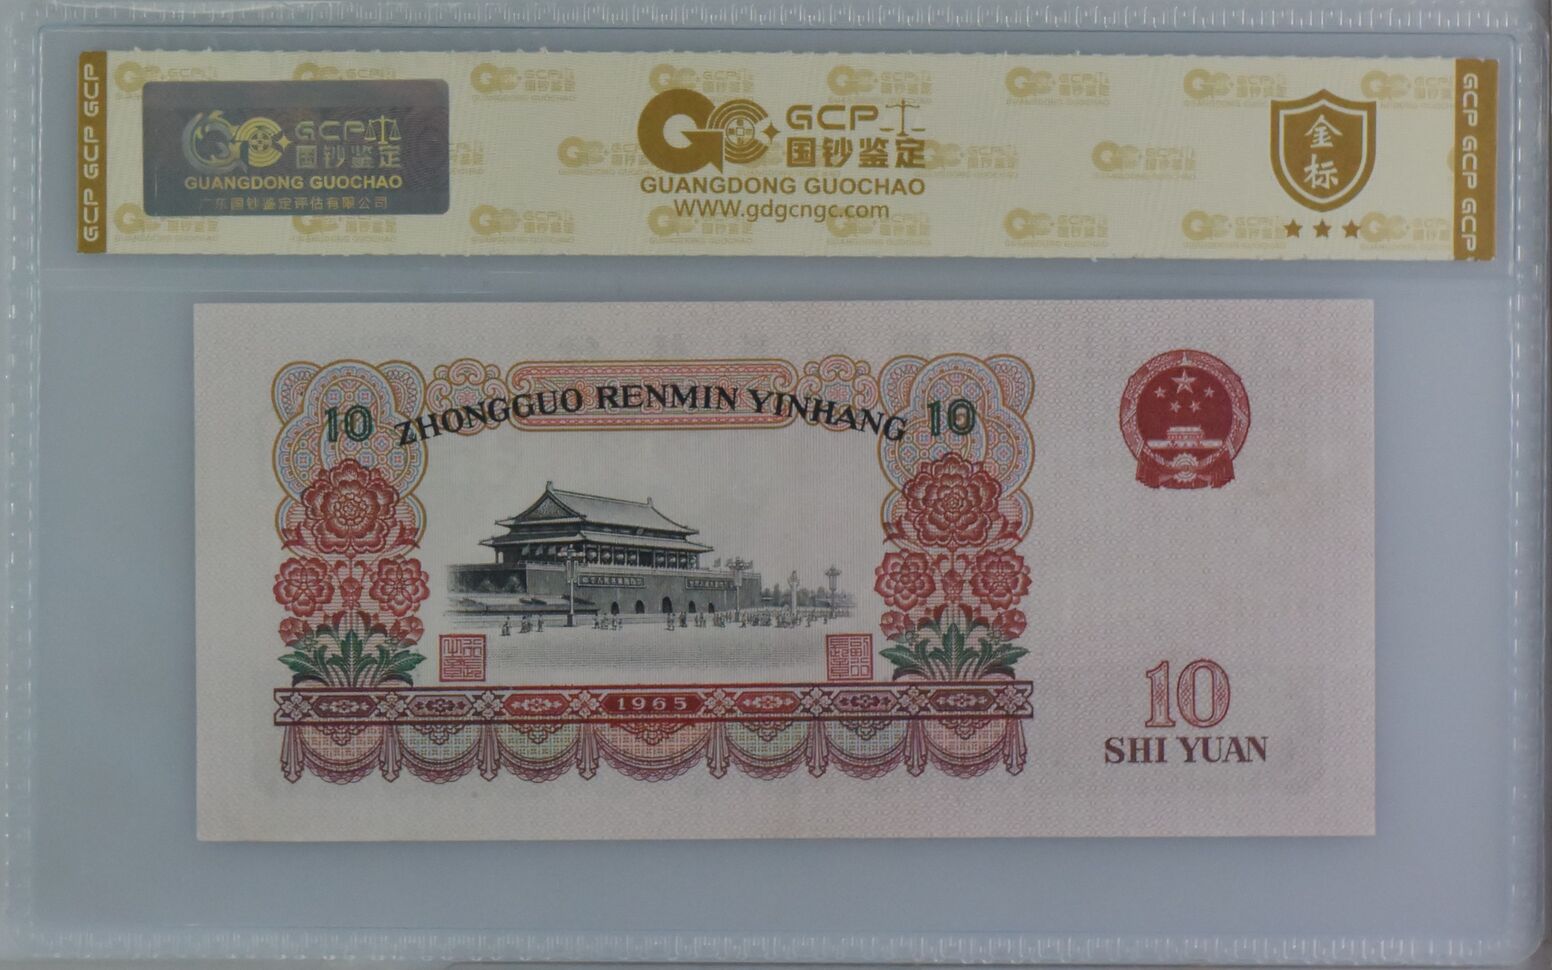 GCP GCP GCP
GCP
国钞鉴定
GUANGDONG GUOCHAO
广东国钞鉴定评估有限公司
GCP
国钞鉴定
GUANGDONG GUOCHAO
WWW.gdgcngc.com
金标
GCP GCP GCP
10 ZHONGGUO RENMIN YINHANG 10
1965
10
SHI YUAN